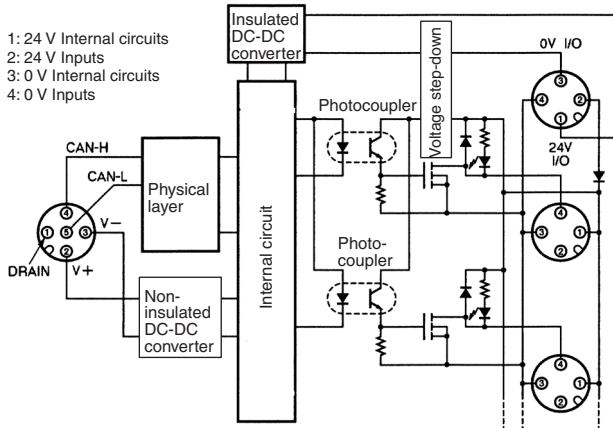 1: 24 V Internal circuits
2: 24 V Inputs
3: 0 V Internal circuits
4: 0 V Inputs
Insulated
DC-DC
converter
Voltage step-down
0V I/O
3
4
2
1
24V
I/O
Photocoupler
CAN-H
CAN-L
Physical
layer
Internal circuit
4
1
5
3
2
V−
V+
DRAIN
Non-
insulated
DC-DC
converter
4
3
1
2
Photo-
coupler
4
3
1
2